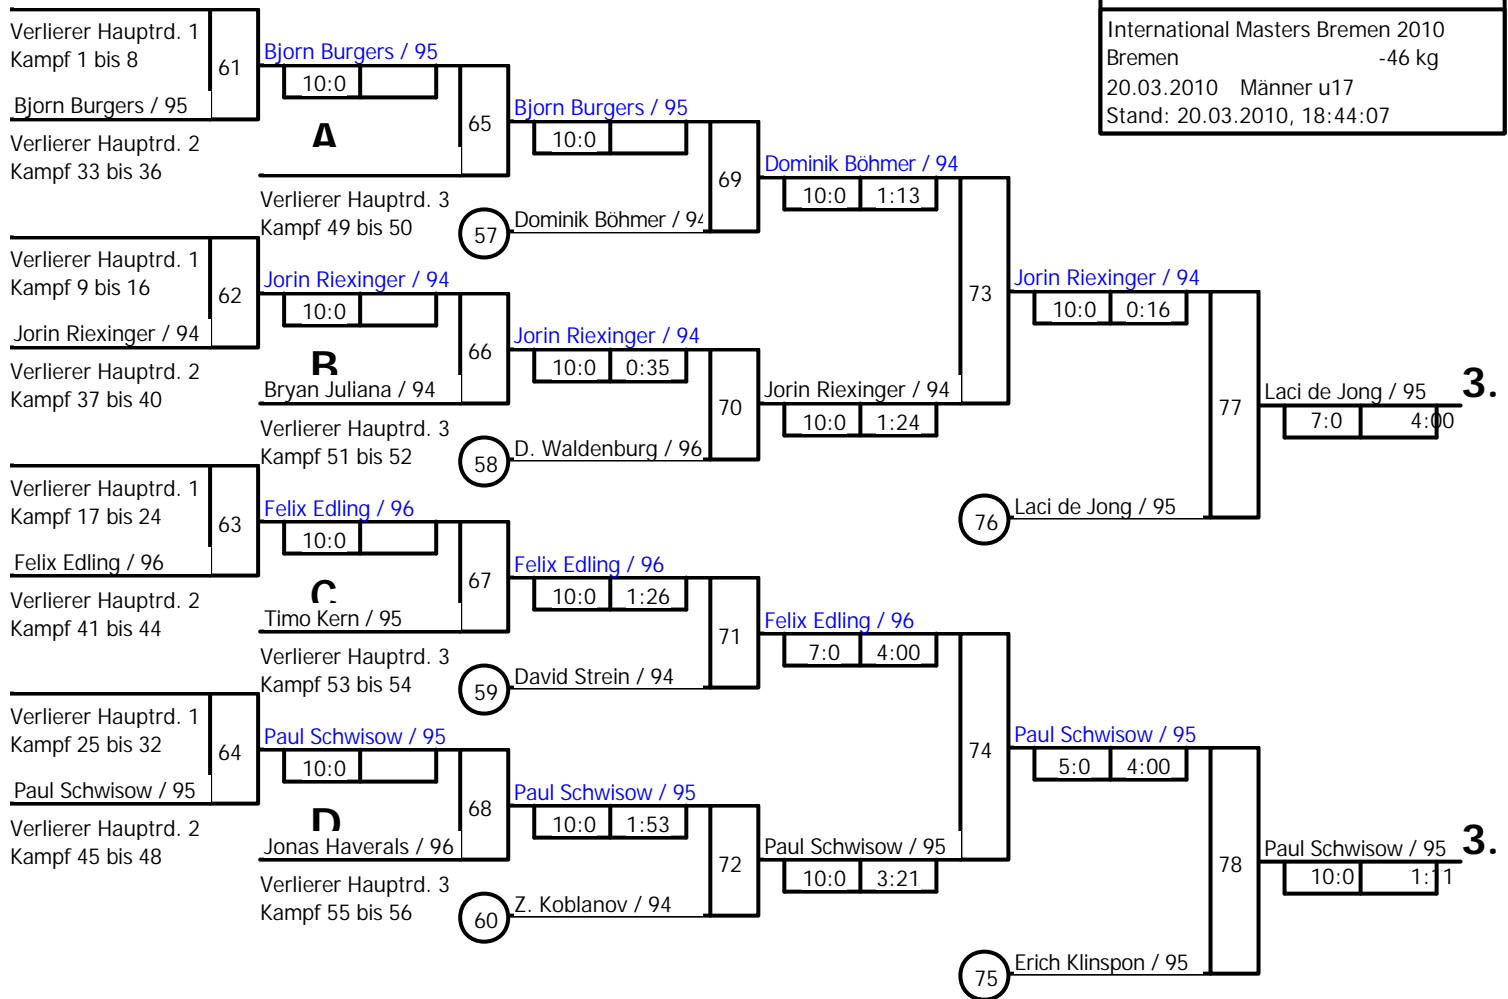 International Masters Bremen 2010
Bremen -46 kg
20.03.2010 Männer u17
Stand: 20.03.2010, 18:44:07
Verlierer Hauptrd. 1
Kampf 1 bis 8
61
Bjorn Burgers / 95
Bjorn Burgers / 95
10:0
Verlierer Hauptrd. 2
Kampf 33 bis 36
A
65
Verlierer Hauptrd. 3
Kampf 49 bis 50
Bjorn Burgers / 95
10:0
57
Dominik Böhmer / 94
69
Dominik Böhmer / 94
10:0 1:13
Verlierer Hauptrd. 1
Kampf 9 bis 16
62
Jorin Riexinger / 94
Jorin Riexinger / 94
10:0
Verlierer Hauptrd. 2
Kampf 37 bis 40
B
Bryan Juliana / 94
66
Verlierer Hauptrd. 3
Kampf 51 bis 52
Jorin Riexinger / 94
10:0 0:35
58
D. Waldenburg / 96
70
Jorin Riexinger / 94
10:0 1:24
73
Jorin Riexinger / 94
10:0 0:16
76
Laci de Jong / 95
77
Laci de Jong / 95
7:0 4:00
3.
Verlierer Hauptrd. 1
Kampf 17 bis 24
63
Felix Edling / 96
Felix Edling / 96
10:0
Verlierer Hauptrd. 2
Kampf 41 bis 44
C
Timo Kern / 95
67
Verlierer Hauptrd. 3
Kampf 53 bis 54
Felix Edling / 96
10:0 1:26
59
David Strein / 94
71
Felix Edling / 96
7:0 4:00
Verlierer Hauptrd. 1
Kampf 25 bis 32
64
Paul Schwisow / 95
Paul Schwisow / 95
10:0
Verlierer Hauptrd. 2
Kampf 45 bis 48
D
Jonas Haverals / 96
68
Verlierer Hauptrd. 3
Kampf 55 bis 56
Paul Schwisow / 95
10:0 1:53
60
Z. Koblanov / 94
72
Paul Schwisow / 95
10:0 3:21
74
Paul Schwisow / 95
5:0 4:00
75
Erich Klinspon / 95
78
Paul Schwisow / 95
10:0 1:11
3.